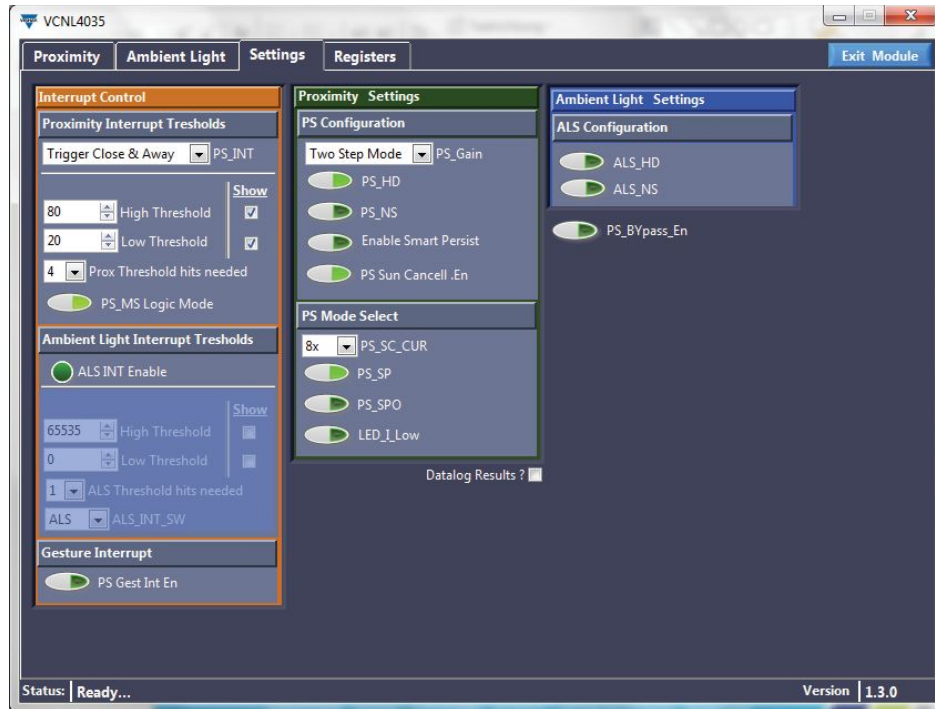 VCNL4035
Proximity Ambient Light Settings Registers Exit Module
Interrupt Control
Proximity Interrupt Tresholds
Trigger Close & Away PS_INT
Show
80 High Threshold
20 Low Threshold
4 Prox Threshold hits needed
PS_MS Logic Mode
Ambient Light Interrupt Tresholds
ALS INT Enable
Show
65535 High Threshold
0 Low Threshold
1 ALS Threshold hits needed
ALS ALS_INT_SW
Gesture Interrupt
PS Gest Int En
Proximity Settings
PS Configuration
Two Step Mode PS_Gain
PS_HD
PS_NS
Enable Smart Persist
PS Sun Cancell .En
PS Mode Select
8x PS_SC_CUR
PS_SP
PS_SPO
LED_I_Low
Datalog Results ?
Ambient Light Settings
ALS Configuration
ALS_HD
ALS_NS
PS_BYpass_En
Status: Ready... Version 1.3.0